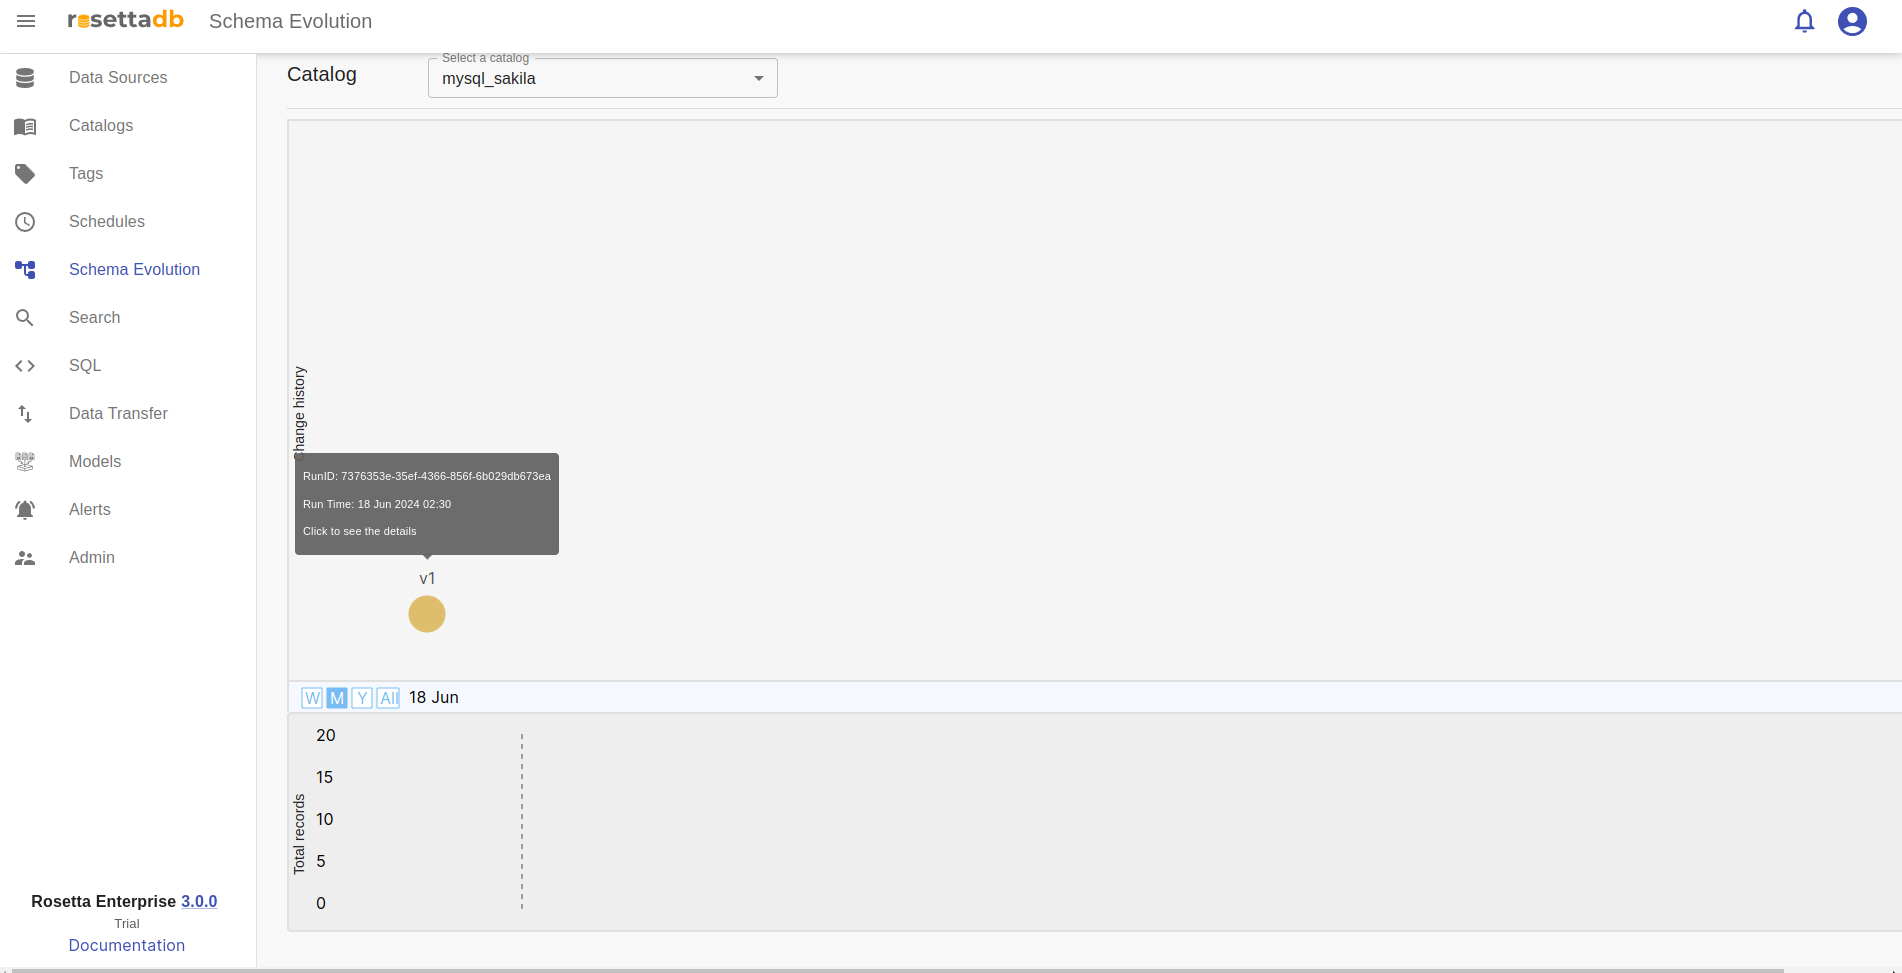 rosettadb Schema Evolution
Data Sources
Catalogs
Tags
Schedules
Schema Evolution
Search
SQL
Data Transfer
Models
Alerts
Admin
Rosetta Enterprise 3.0.0
Trial
Documentation
Catalog
Select a catalog
mysql_sakila
Change history
RunID: 7376353e-35ef-4366-856f-6b029db673ea
Run Time: 18 Jun 2024 02:30
Click to see the details
v1
W M Y All 18 Jun
Total records
20
15
10
5
0